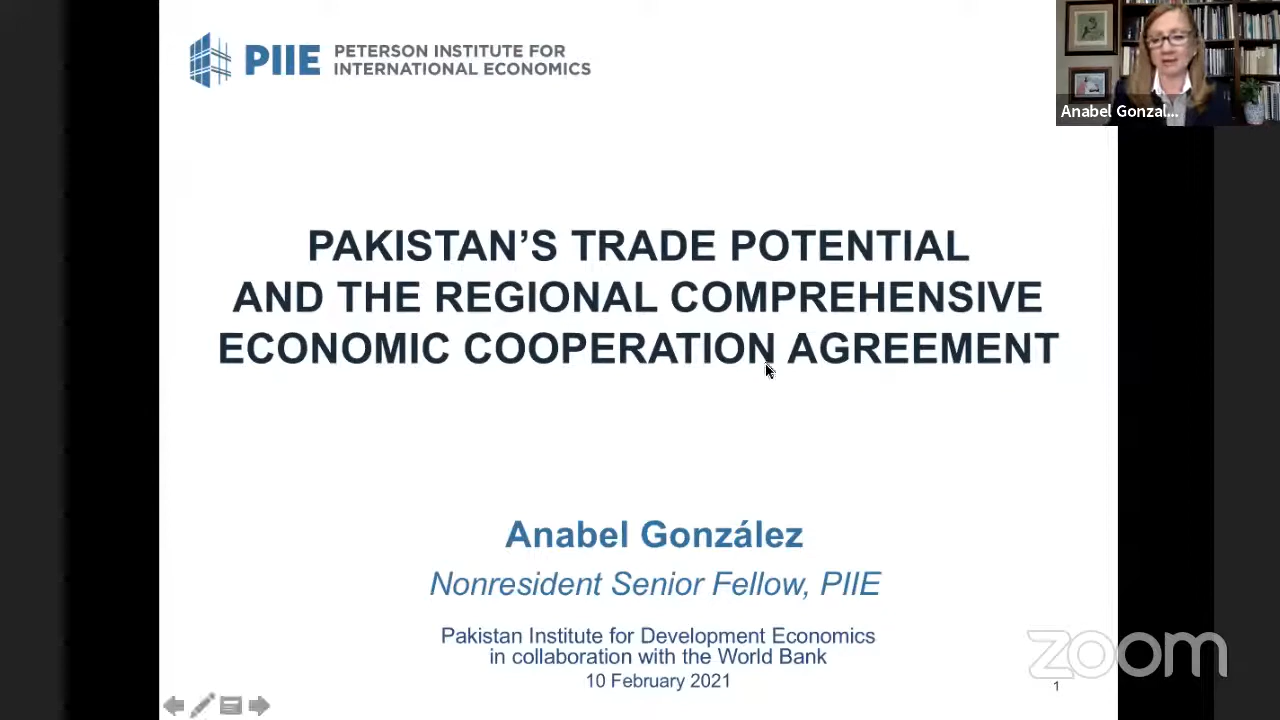 PIIE
PETERSON INSTITUTE FOR
INTERNATIONAL ECONOMICS
Anabel Gonzal...
PAKISTAN’S TRADE POTENTIAL
AND THE REGIONAL COMPREHENSIVE
ECONOMIC COOPERATION AGREEMENT
Anabel González
Nonresident Senior Fellow, PIIE
Pakistan Institute for Development Economics
in collaboration with the World Bank
10 February 2021
zoom
1